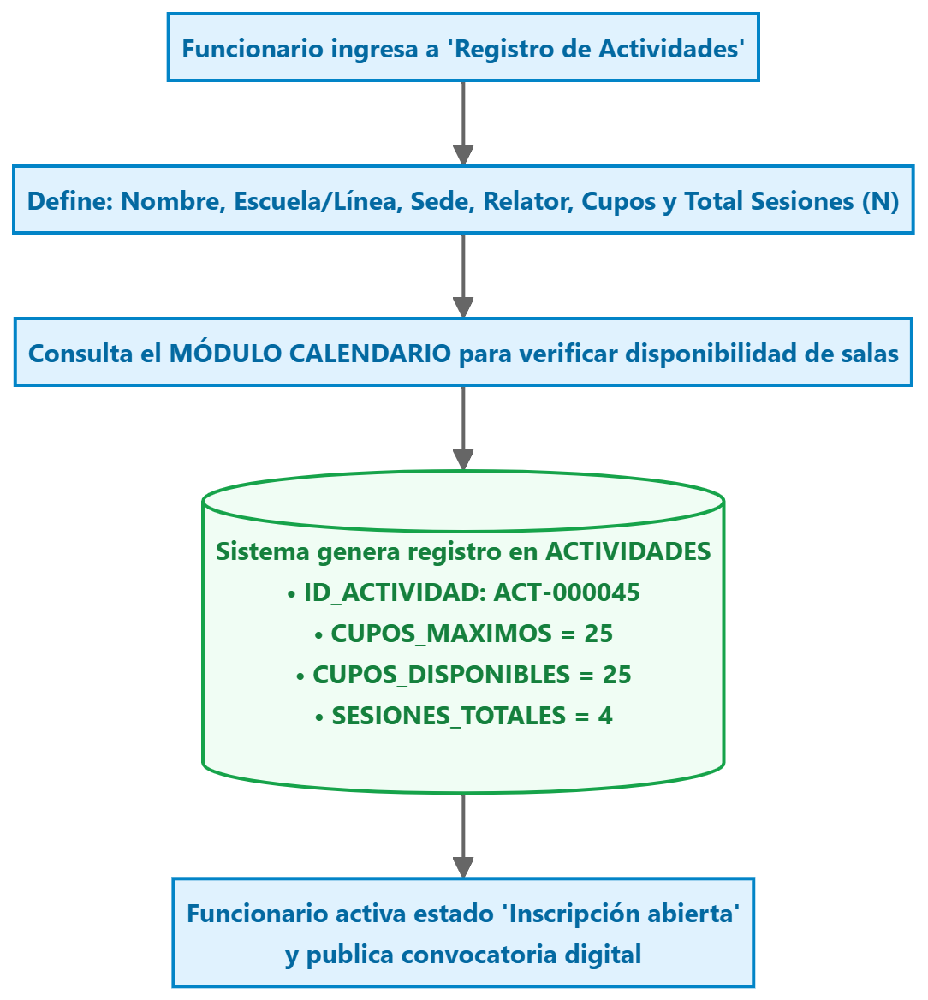 Funcionario ingresa a 'Registro de Actividades'
Define: Nombre, Escuela/Línea, Sede, Relator, Cupos y Total Sesiones (N)
Consulta el MÓDULO CALENDARIO para verificar disponibilidad de salas
Sistema genera registro en ACTIVIDADES
• ID_ACTIVIDAD: ACT-000045
• CUPOS_MAXIMOS = 25
• CUPOS_DISPONIBLES = 25
• SESIONES_TOTALES = 4
Funcionario activa estado 'Inscripción abierta'
y publica convocatoria digital